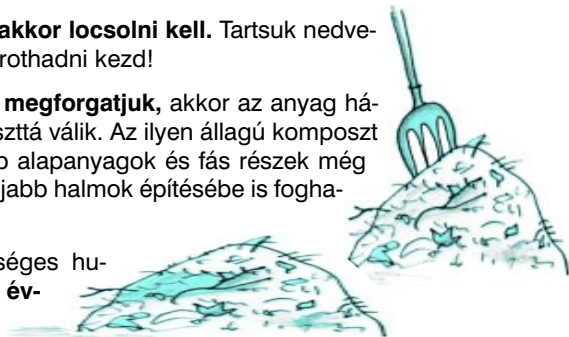 akkor locsolni kell. Tartsuk nedve-
rothadni kezd!
megforgatjuk, akkor az anyag há-
szttá válik. Az ilyen állagú komposzt
b alapanyagok és fás részek még
jabb halmok építésébe is fogha-
séges hu-
év-